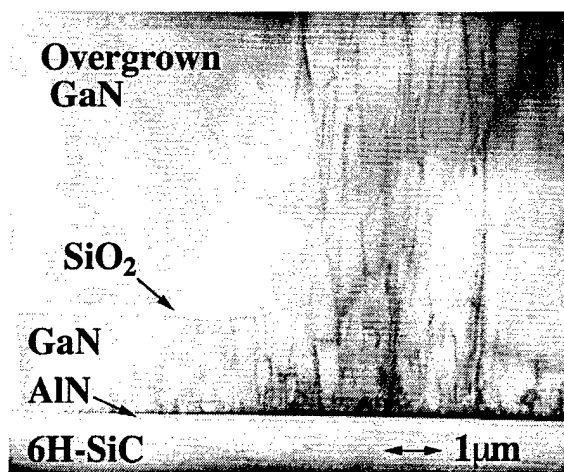 Overgrown
GaN
SiO₂
GaN
AlN
6H-SiC
1μm